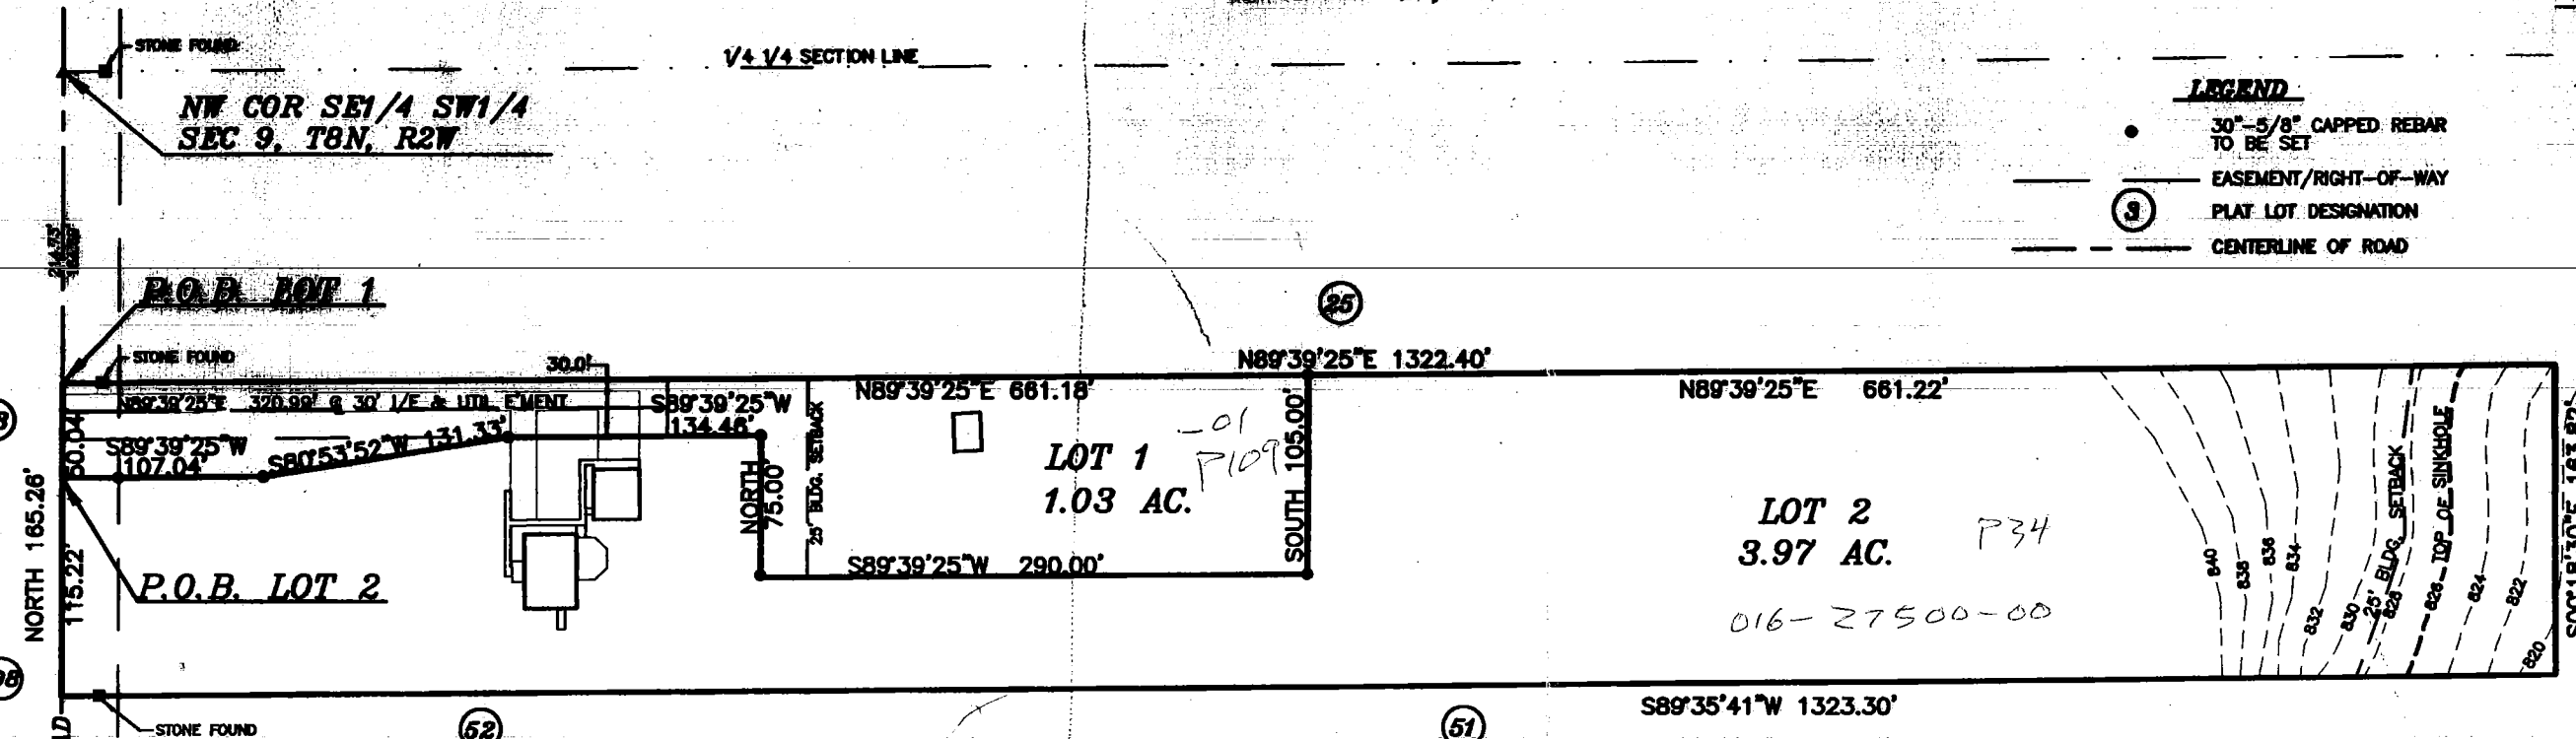 STONE FOUND
1/4 1/4 SECTION LINE
NW COR SE1/4 SW1/4
SEC 9, T8N, R2W
LEGEND
30"-5/8" CAPPED REBAR
TO BE SET
EASEMENT/RIGHT-OF-WAY
3 PLAT LOT DESIGNATION
CENTERLINE OF ROAD
P.O.B. LOT 1
25
STONE FOUND
30.0'
N89°39'25"E 1322.40'
N89°39'25"E 320.99' @ 30' I/E & UTIL E'MENT
S89°39'25"W
134.46'
N89°39'25"E 661.18'
N89°39'25"E 661.22'
50.04'
S89°39'25"W
107.04'
S80°53'52"W 131.33'
NORTH
75.00'
25' BLDG. SETBACK
LOT 1
1.03 AC.
-01
P109
SOUTH 105.00'
LOT 2
3.97 AC.
P34
016-27500-00
NORTH 165.26'
115.22'
P.O.B. LOT 2
S89°39'25"W 290.00'
840
838
836
834
832
830
25' BLDG. SETBACK
828
826
TOP OF SINKHOLE
824
822
820
S89°35'41"W 1323.30'
STONE FOUND
52
51